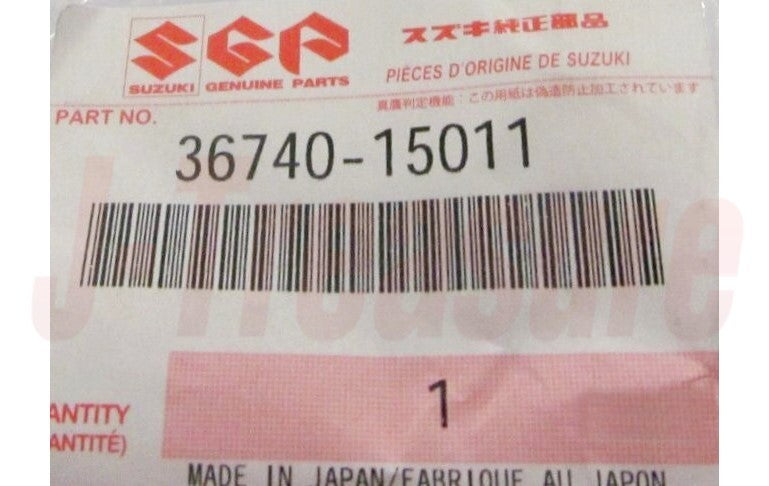 SGP
スズキ純正部品
SUZUKI GENUINE PARTS
PIÈCES D'ORIGINE DE SUZUKI
真贋判定機能：この用紙は偽造防止加工されています
PART NO.
36740-15011
J-Treasure
1
ANTITY
ANTITÉ)
MADE IN JAPAN/FABRIQUE AU JAPON